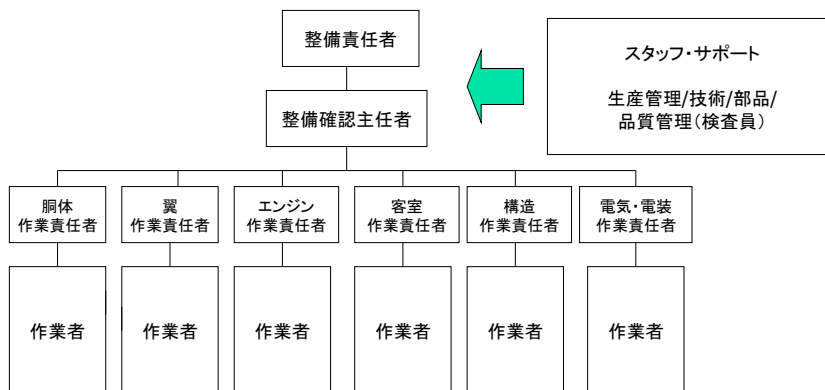 整備責任者
スタッフ・サポート
生産管理/技術/部品/
品質管理(検査員)
整備確認主任者
胴体
作業責任者
翼
作業責任者
エンジン
作業責任者
客室
作業責任者
構造
作業責任者
電気・電装
作業責任者
作業者
作業者
作業者
作業者
作業者
作業者